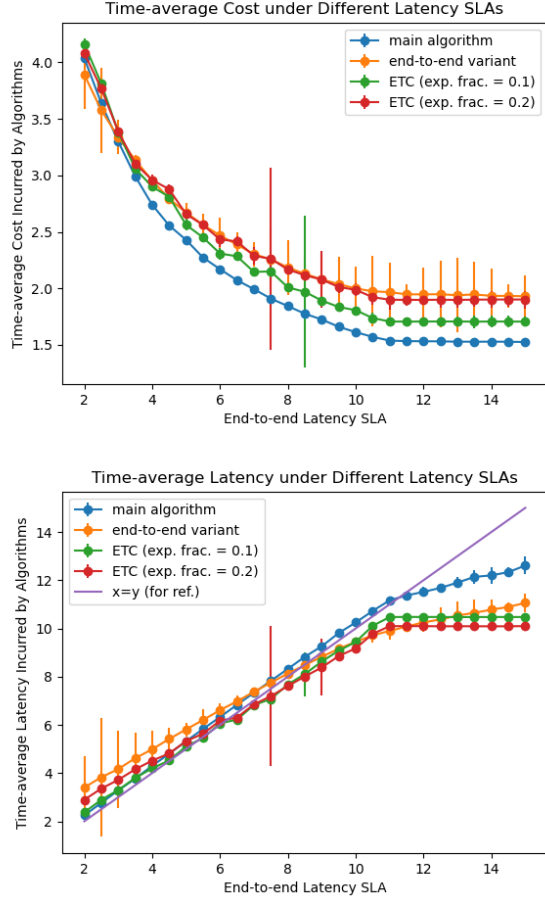 Time-average Cost under Different Latency SLAs
main algorithm
end-to-end variant
ETC (exp. frac. = 0.1)
ETC (exp. frac. = 0.2)
Time-average Cost Incurred by Algorithms
4.0
3.5
3.0
2.5
2.0
1.5
2 4 6 8 10 12 14
End-to-end Latency SLA
Time-average Latency under Different Latency SLAs
main algorithm
end-to-end variant
ETC (exp. frac. = 0.1)
ETC (exp. frac. = 0.2)
x=y (for ref.)
Time-average Latency Incurred by Algorithms
14
12
10
8
6
4
2
2 4 6 8 10 12 14
End-to-end Latency SLA